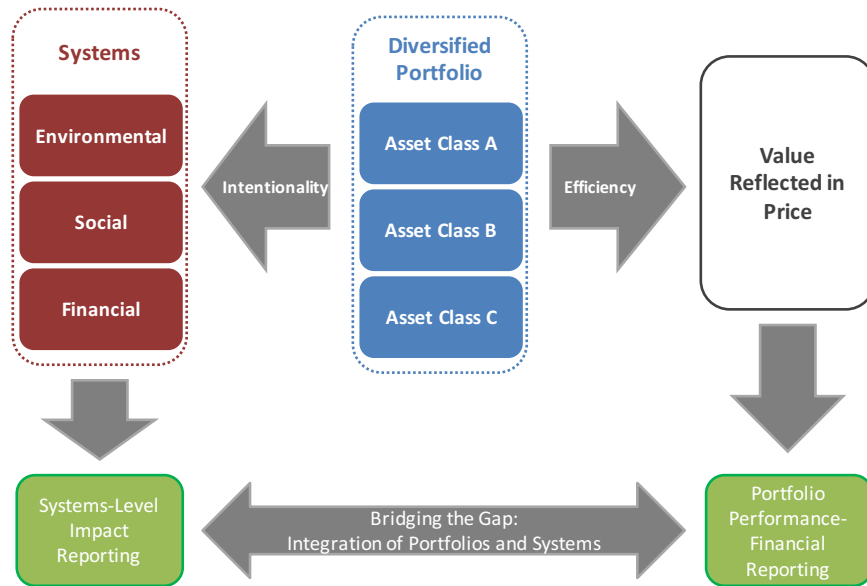 Systems
Environmental
Social
Financial
Intentionality
Diversified
Portfolio
Asset Class A
Asset Class B
Asset Class C
Efficiency
Value
Reflected in
Price
Systems-Level
Impact
Reporting
Bridging the Gap:
Integration of Portfolios and Systems
Portfolio
Performance-
Financial
Reporting